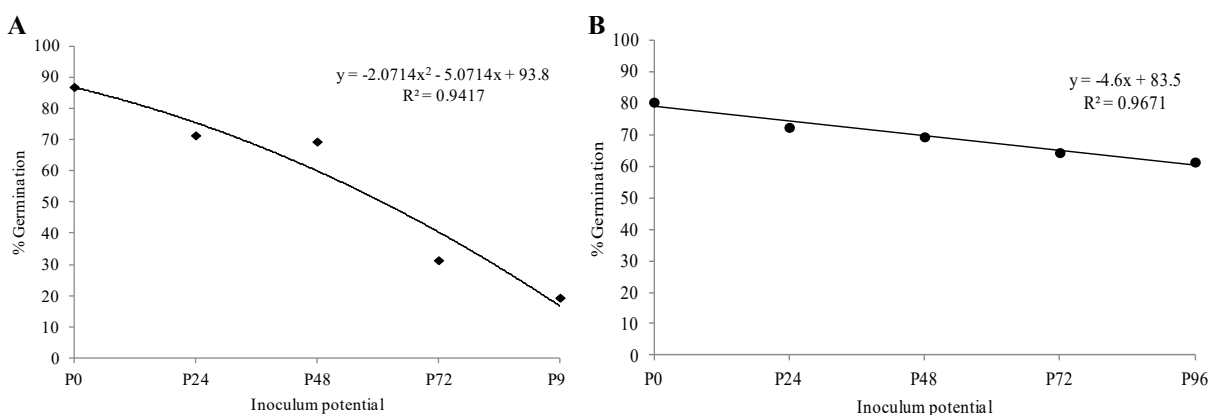 A
100
90
80
70
60
50
40
30
20
10
0
% Germination
y = -2.0714x² - 5.0714x + 93.8
R² = 0.9417
P0 P24 P48 P72 P9
Inoculum potential
B
100
90
80
70
60
50
40
30
20
10
0
% Germination
y = -4.6x + 83.5
R² = 0.9671
P0 P24 P48 P72 P96
Inoculum potential